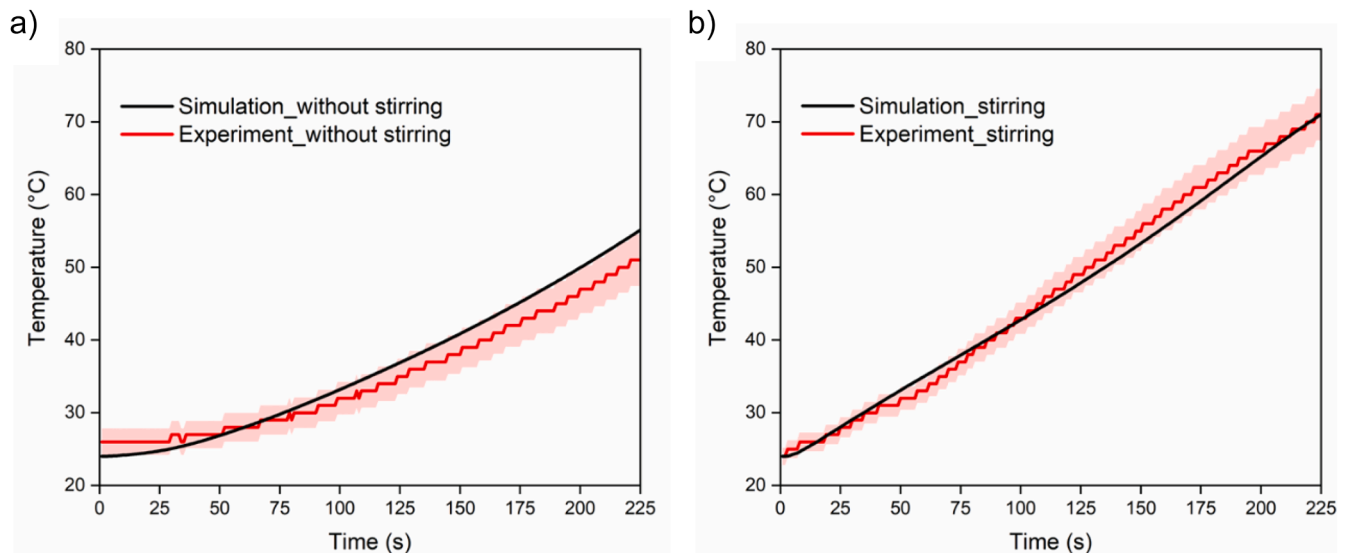 a)
80
70
60
50
40
30
20
Temperature (°C)
Simulation_without stirring
Experiment_without stirring
0 25 50 75 100 125 150 175 200 225
Time (s)
b)
80
70
60
50
40
30
20
Temperature (°C)
Simulation_stirring
Experiment_stirring
0 25 50 75 100 125 150 175 200 225
Time (s)